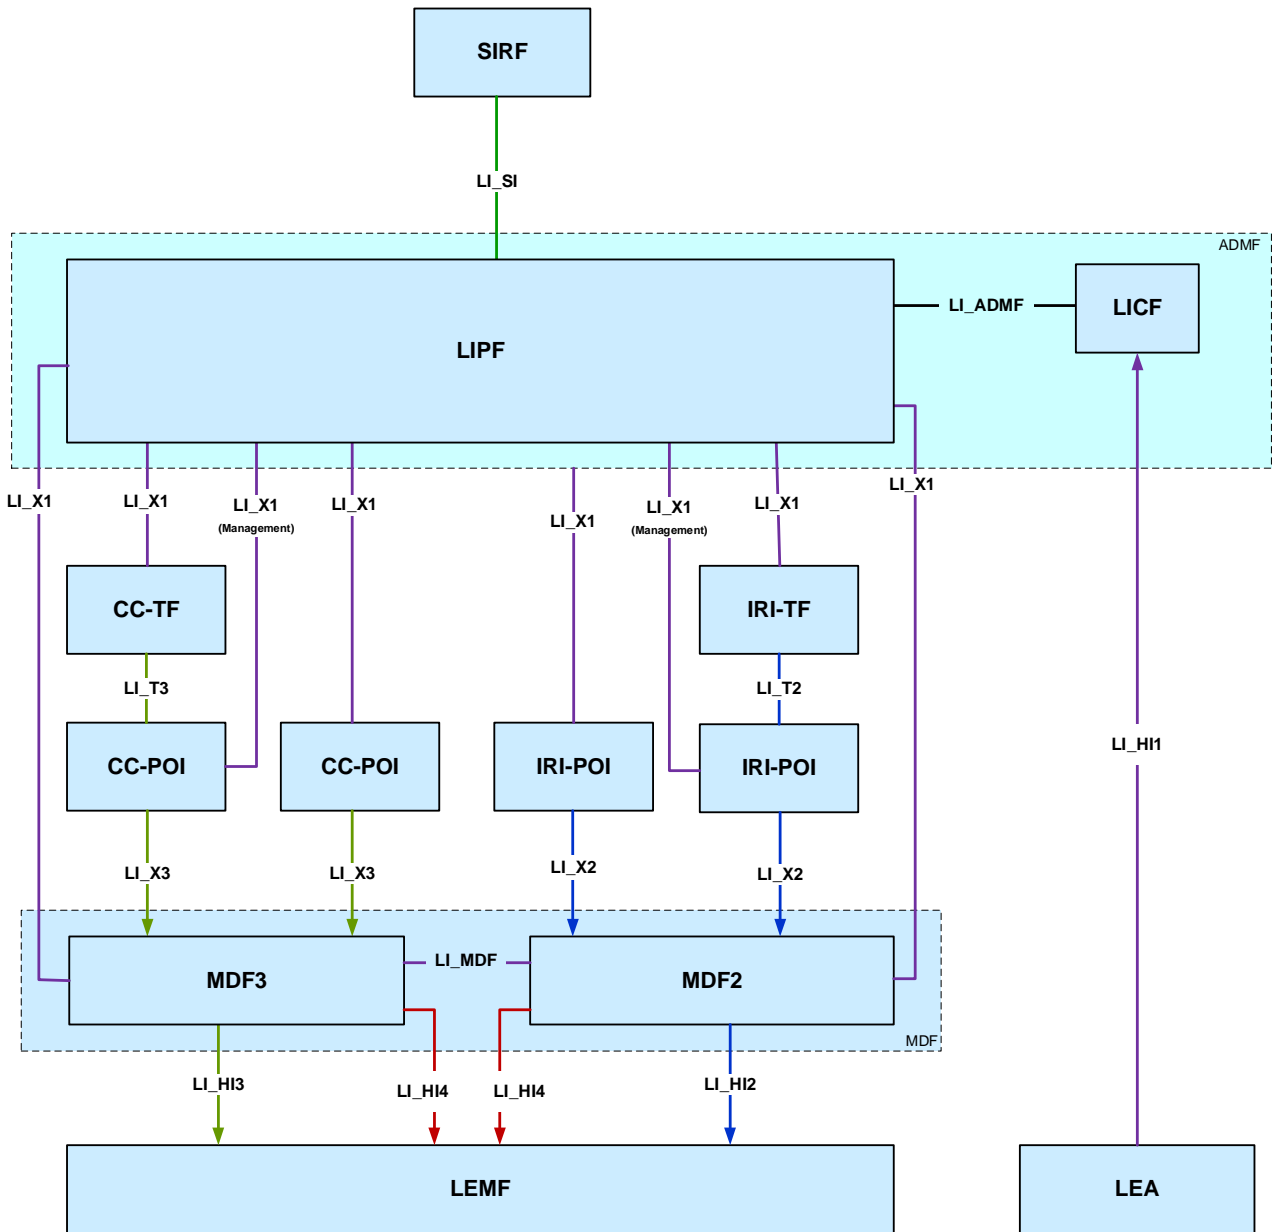 SIRF
LI_SI
ADMF
LI_ADMF
LICF
LIPF
LI_X1
LI_X1
LI_X1
(Management)
LI_X1
LI_X1
LI_X1
(Management)
LI_X1
LI_X1
CC-TF
IRI-TF
LI_T3
LI_T2
CC-POI
CC-POI
IRI-POI
IRI-POI
LI_HI1
LI_X3
LI_X3
LI_X2
LI_X2
LI_MDF
MDF3
MDF2
MDF
LI_HI3
LI_HI4
LI_HI4
LI_HI2
LEMF
LEA